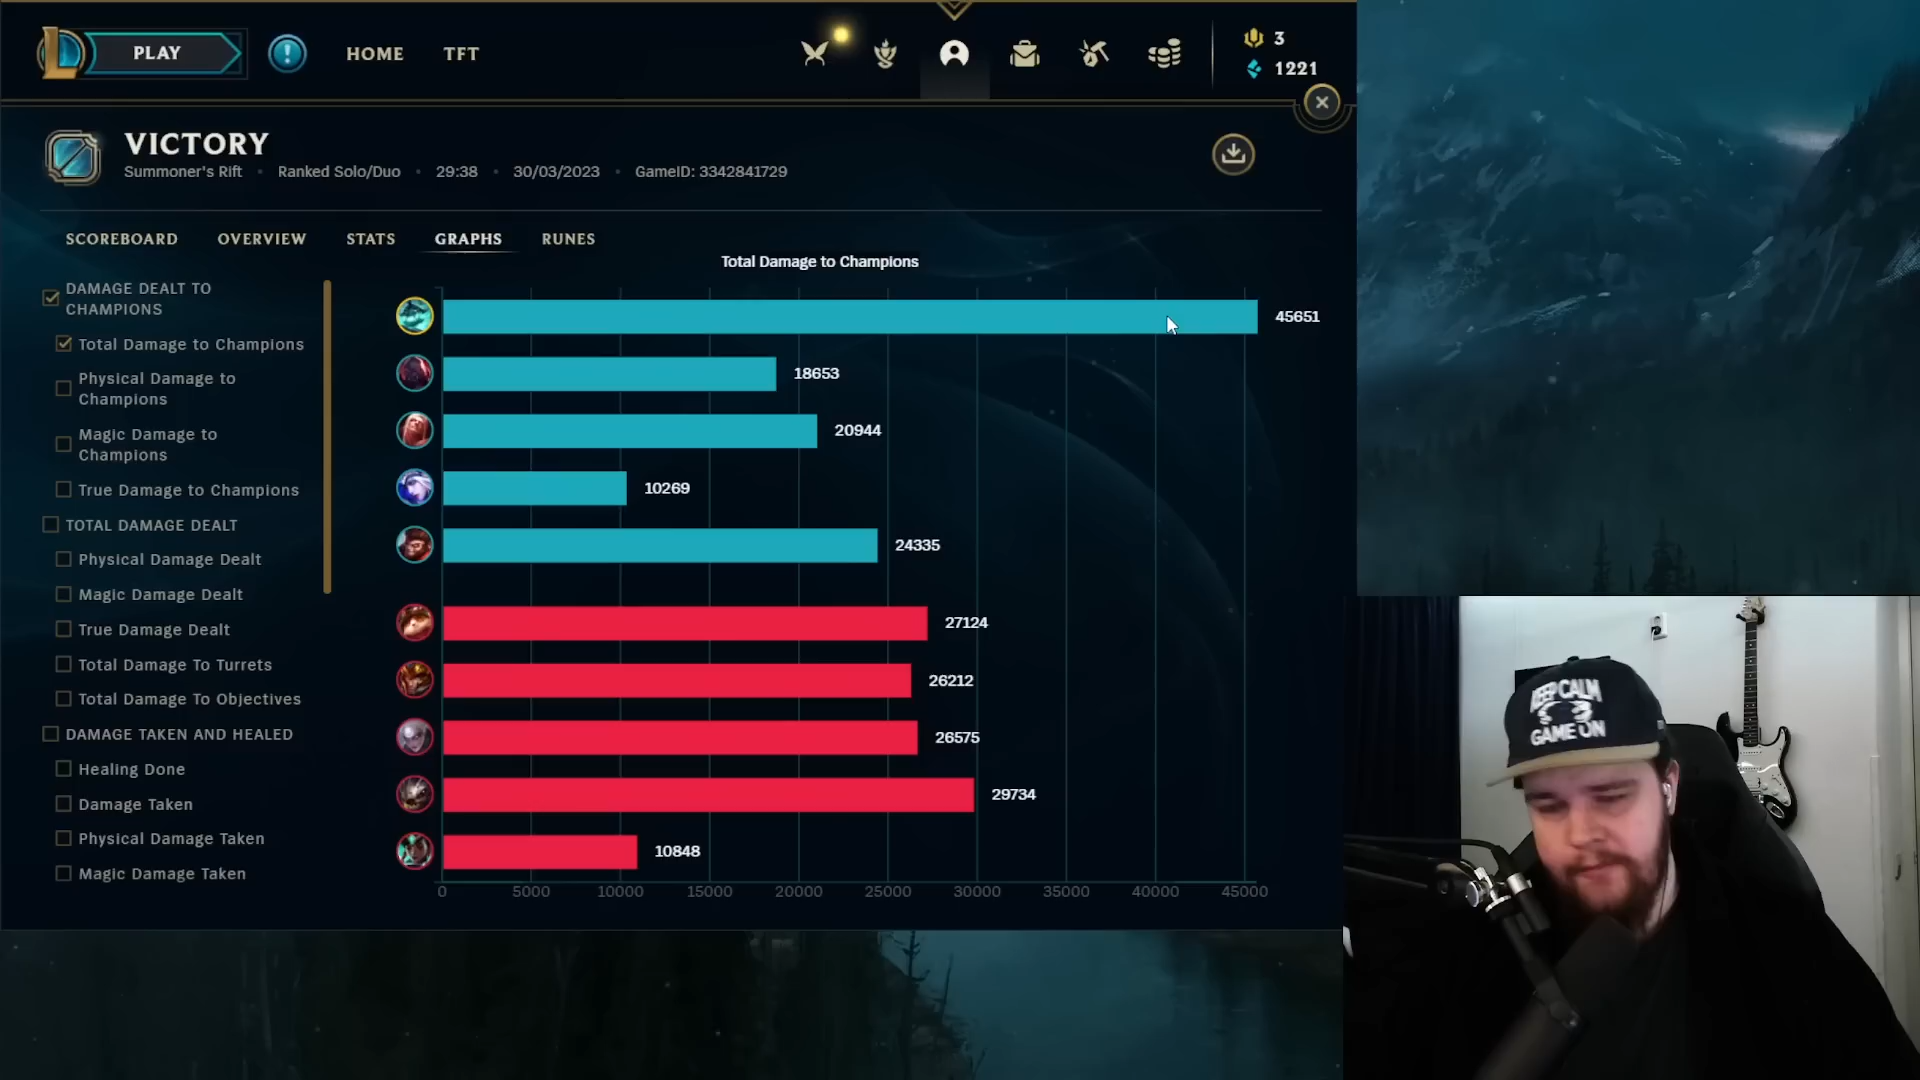 PLAY
HOME
TFT
3
1221
VICTORY
Summoner's Rift • Ranked Solo/Duo • 29:38 • 30/03/2023 • GameID: 3342841729
SCOREBOARD
OVERVIEW
STATS
GRAPHS
RUNES
DAMAGE DEALT TO
CHAMPIONS
Total Damage to Champions
Physical Damage to
Champions
Magic Damage to
Champions
True Damage to Champions
TOTAL DAMAGE DEALT
Physical Damage Dealt
Magic Damage Dealt
True Damage Dealt
Total Damage To Turrets
Total Damage To Objectives
DAMAGE TAKEN AND HEALED
Healing Done
Damage Taken
Physical Damage Taken
Magic Damage Taken
Total Damage to Champions
45651
18653
20944
10269
24335
27124
26212
26575
29734
10848
0 5000 10000 15000 20000 25000 30000 35000 40000 45000
KEEP CALM
GAME ON